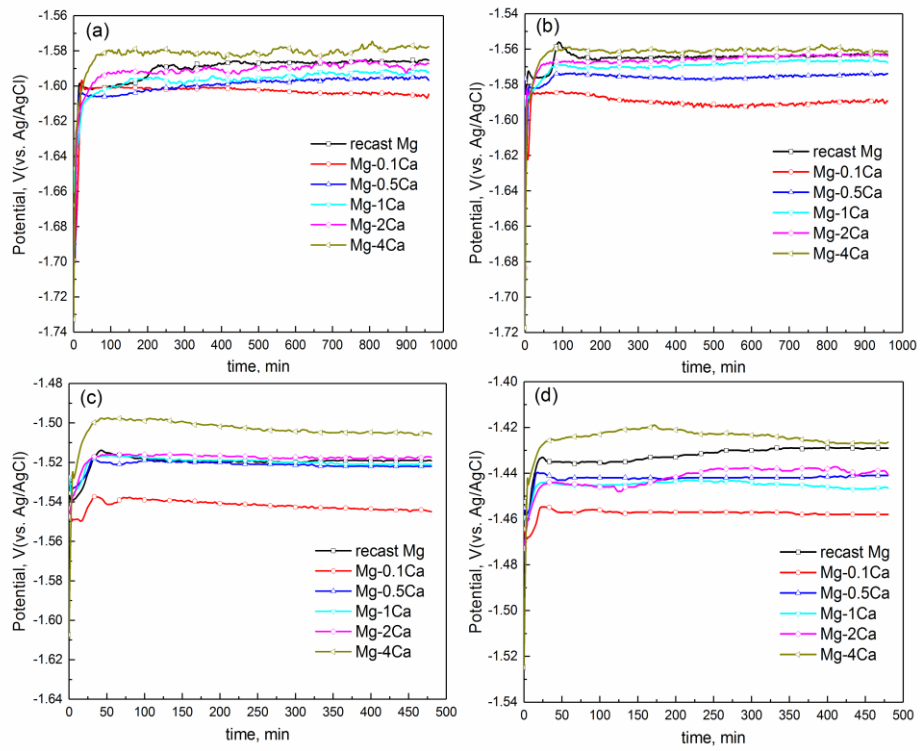 (a)
Potential, V(vs. Ag/AgCl)
-1.56
-1.58
-1.60
-1.62
-1.64
-1.66
-1.68
-1.70
-1.72
-1.74
0 100 200 300 400 500 600 700 800 900 1000
time, min
recast Mg
Mg-0.1Ca
Mg-0.5Ca
Mg-1Ca
Mg-2Ca
Mg-4Ca
(b)
Potential, V(vs. Ag/AgCl)
-1.54
-1.56
-1.58
-1.60
-1.62
-1.64
-1.66
-1.68
-1.70
-1.72
0 100 200 300 400 500 600 700 800 900 1000
time, min
recast Mg
Mg-0.1Ca
Mg-0.5Ca
Mg-1Ca
Mg-2Ca
Mg-4Ca
(c)
Potential, V(vs. Ag/AgCl)
-1.48
-1.50
-1.52
-1.54
-1.56
-1.58
-1.60
-1.62
-1.64
0 50 100 150 200 250 300 350 400 450 500
time, min
recast Mg
Mg-0.1Ca
Mg-0.5Ca
Mg-1Ca
Mg-2Ca
Mg-4Ca
(d)
Potential, V(vs. Ag/AgCl)
-1.40
-1.42
-1.44
-1.46
-1.48
-1.50
-1.52
-1.54
0 50 100 150 200 250 300 350 400 450 500
time, min
recast Mg
Mg-0.1Ca
Mg-0.5Ca
Mg-1Ca
Mg-2Ca
Mg-4Ca